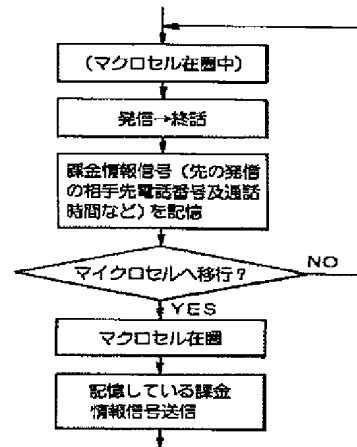 (マクロセル在圏中)
発信→終話
課金情報信号（先の発信
の相手先電話番号及通話
時間など）を記信
マイクロセルへ移行？
NO
YES
マクロセル在圏
記憶している課金
情報信号送信